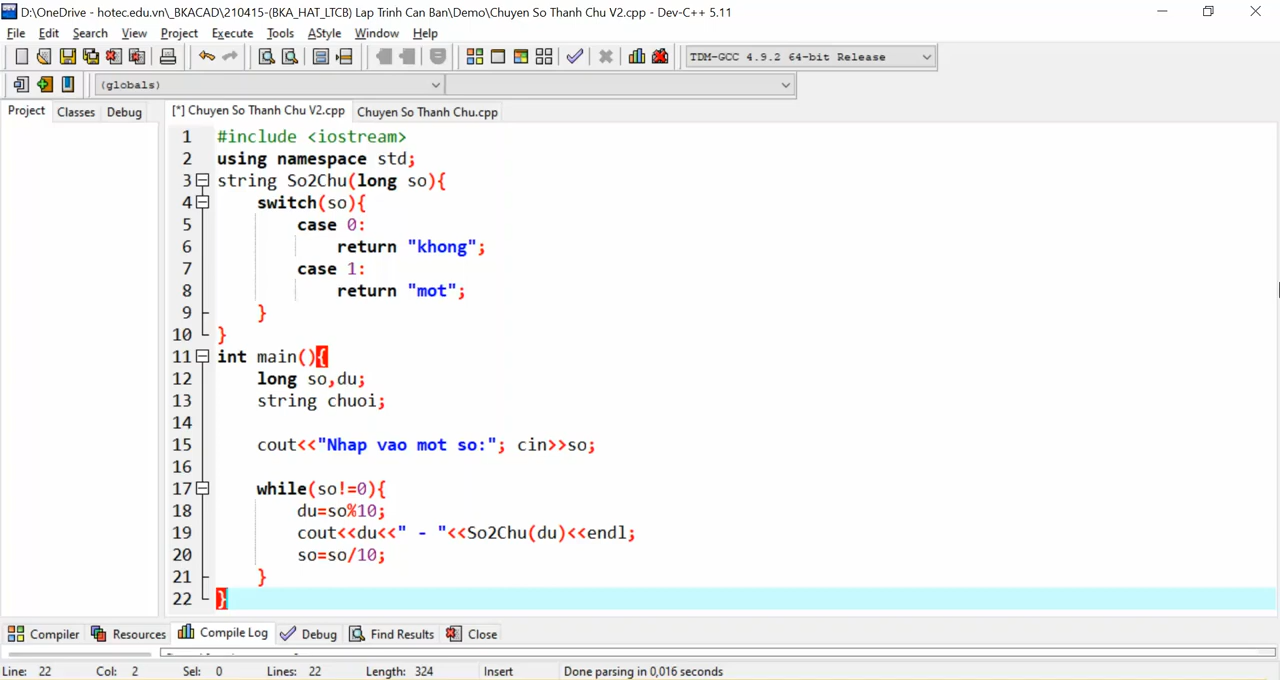 D:\OneDrive - hotec.edu.vn\_BKACAD\210415-(BKA_HAT_LTCB) Lap Trinh Can Ban\Demo\Chuyen So Thanh Chu V2.cpp - Dev-C++ 5.11
File Edit Search View Project Execute Tools AStyle Window Help
TDM-GCC 4.9.2 64-bit Release
(globals)
Project Classes Debug [*] Chuyen So Thanh Chu V2.cpp Chuyen So Thanh Chu.cpp
1 #include <iostream>
2 using namespace std;
3 string So2Chu(long so){
4 switch(so){
5 case 0:
6 return "khong";
7 case 1:
8 return "mot";
9 }
10 }
11 int main(){
12 long so,du;
13 string chuoi;
14
15 cout<<"Nhap vao mot so:"; cin>>so;
16
17 while(so!=0){
18 du=so%10;
19 cout<<du<<" - "<<So2Chu(du)<<endl;
20 so=so/10;
21 }
22 }
Compiler Resources Compile Log Debug Find Results Close
Line: 22 Col: 2 Sel: 0 Lines: 22 Length: 324 Insert Done parsing in 0,016 seconds